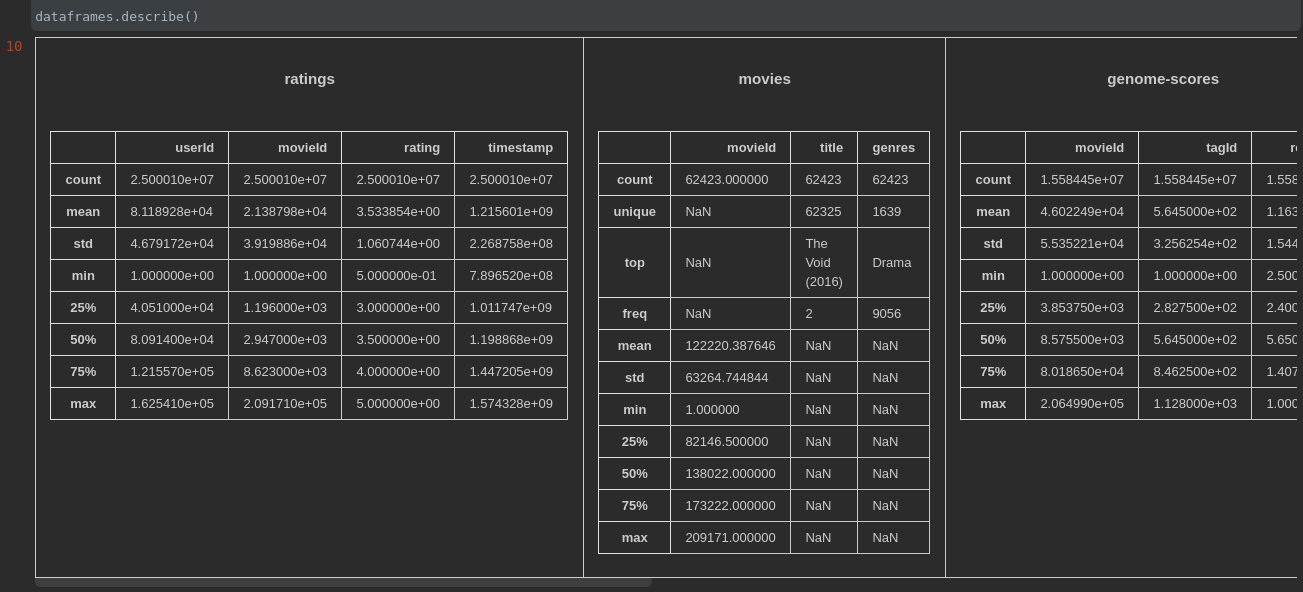 dataframes.describe()
10
ratings
userId movieId rating timestamp
count 2.500010e+07 2.500010e+07 2.500010e+07 2.500010e+07
mean 8.118928e+04 2.138798e+04 3.533854e+00 1.215601e+09
std 4.679172e+04 3.919886e+04 1.060744e+00 2.268758e+08
min 1.000000e+00 1.000000e+00 5.000000e-01 7.896520e+08
25% 4.051000e+04 1.196000e+03 3.000000e+00 1.011747e+09
50% 8.091400e+04 2.947000e+03 3.500000e+00 1.198868e+09
75% 1.215570e+05 8.623000e+03 4.000000e+00 1.447205e+09
max 1.625410e+05 2.091710e+05 5.000000e+00 1.574328e+09
movies
movieId title genres
count 62423.000000 62423 62423
unique NaN 62325 1639
top NaN The
Void
(2016) Drama
freq NaN 2 9056
mean 122220.387646 NaN NaN
std 63264.744844 NaN NaN
min 1.000000 NaN NaN
25% 82146.500000 NaN NaN
50% 138022.000000 NaN NaN
75% 173222.000000 NaN NaN
max 209171.000000 NaN NaN
genome-scores
movieId tagId
count 1.558445e+07 1.558445e+07 1.558
mean 4.602249e+04 5.645000e+02 1.163
std 5.535221e+04 3.256254e+02 1.544
min 1.000000e+00 1.000000e+00 2.500
25% 3.853750e+03 2.827500e+02 2.400
50% 8.575500e+03 5.645000e+02 5.650
75% 8.018650e+04 8.462500e+02 1.407
max 2.064990e+05 1.128000e+03 1.000